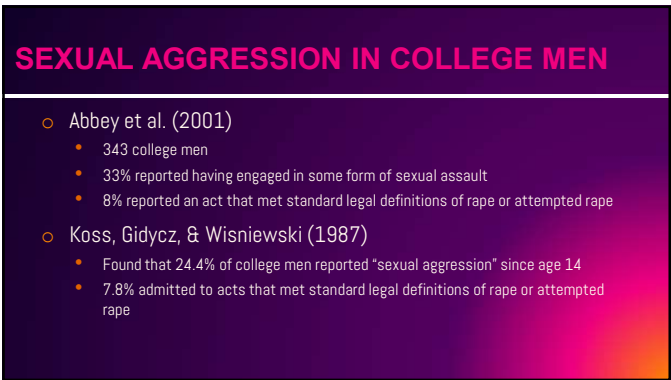 SEXUAL AGGRESSION IN COLLEGE MEN
o Abbey et al. (2001)
• 343 college men
• 33% reported having engaged in some form of sexual assault
• 8% reported an act that met standard legal definitions of rape or attempted rape
o Koss, Gidycz, & Wisniewski (1987)
• Found that 24.4% of college men reported “sexual aggression” since age 14
• 7.8% admitted to acts that met standard legal definitions of rape or attempted
rape